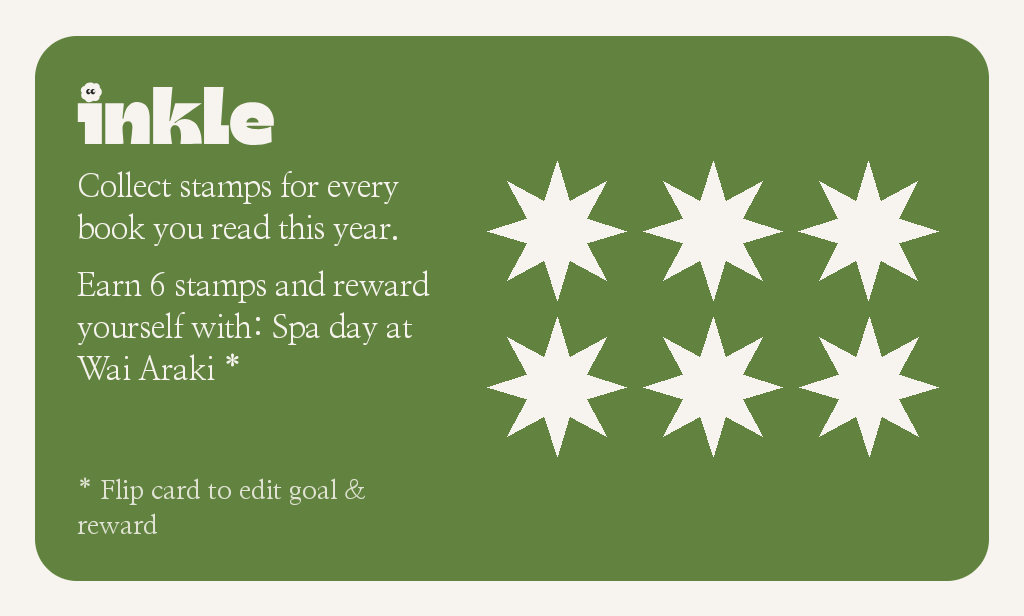 inkle
Collect stamps for every
book you read this year.
Earn 6 stamps and reward
yourself with: Spa day at
Wai Araki *
* Flip card to edit goal &
reward